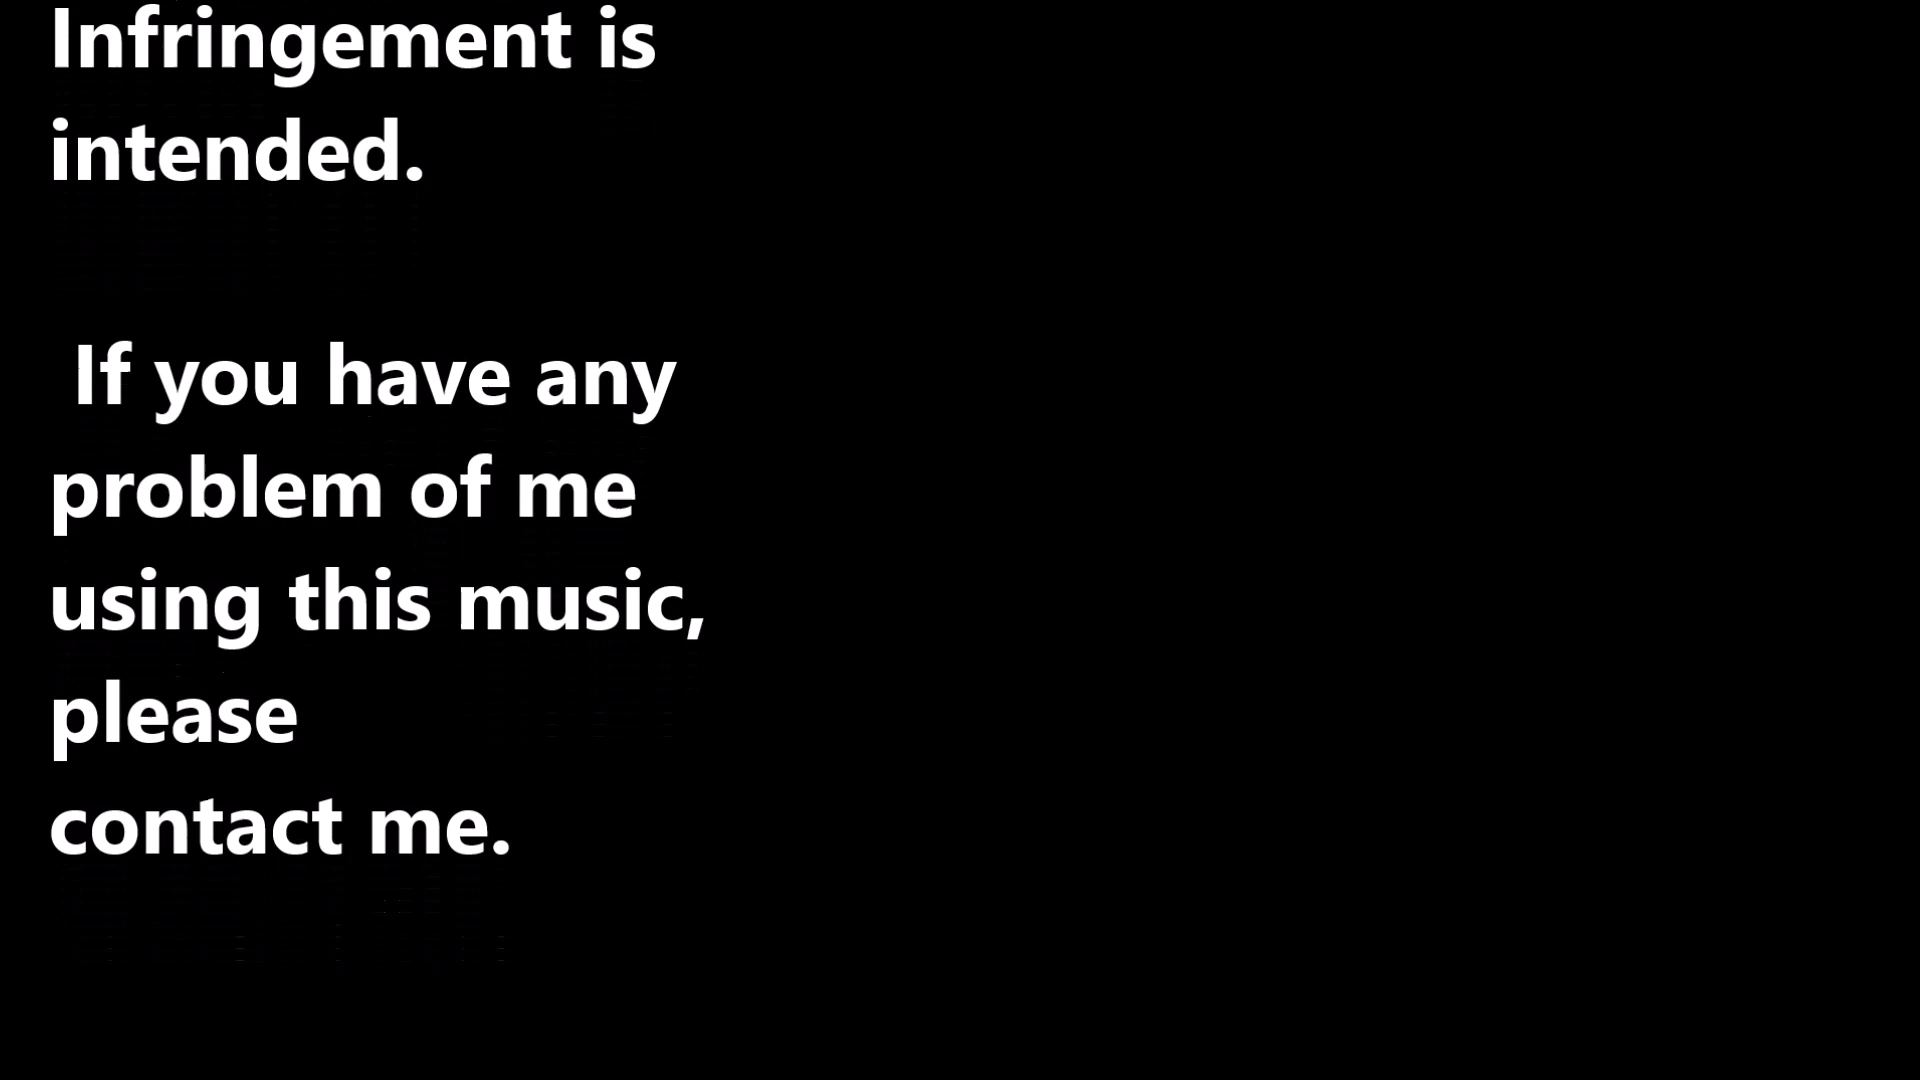 Infringement is
intended.
If you have any
problem of me
using this music,
please
contact me.